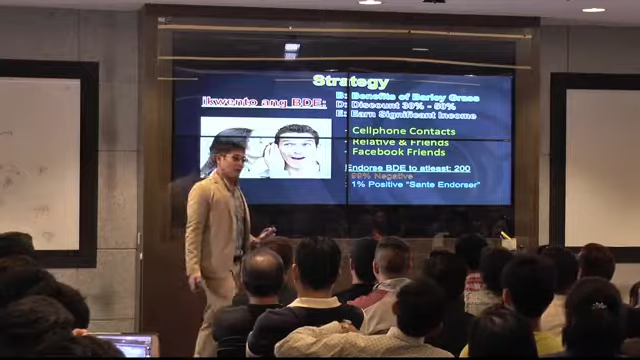 Strategy
Ikwento ang BDE:
B: Benefits of Barley Grass
D: Discount 30% - 50%
E: Earn Significant Income
Cellphone Contacts
Relative & Friends
Facebook Friends
Endorse BDE to atleast: 200
99% Negative
1% Positive "Sante Endorser"